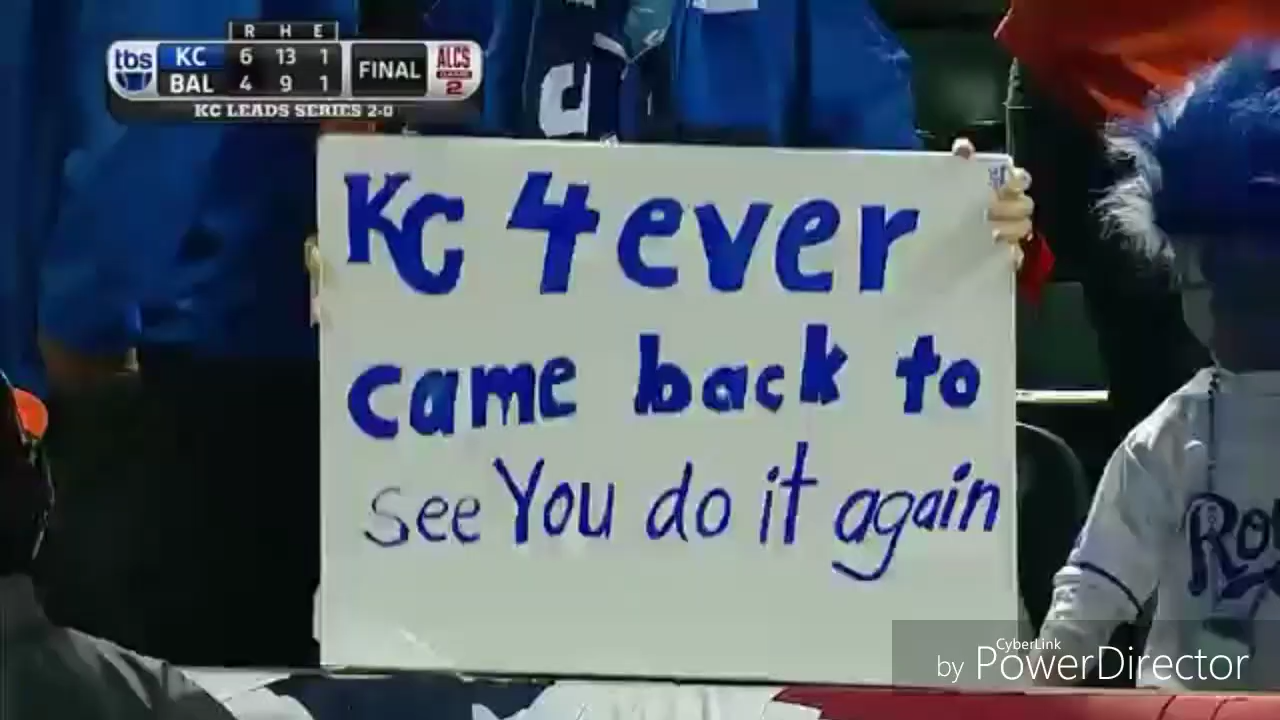 R H E
tbs KC 6 13 1 FINAL ALCS GAME 2
BAL 4 9 1
KC LEADS SERIES 2-0
KC 4ever
came back to
see You do it again
CyberLink
by PowerDirector